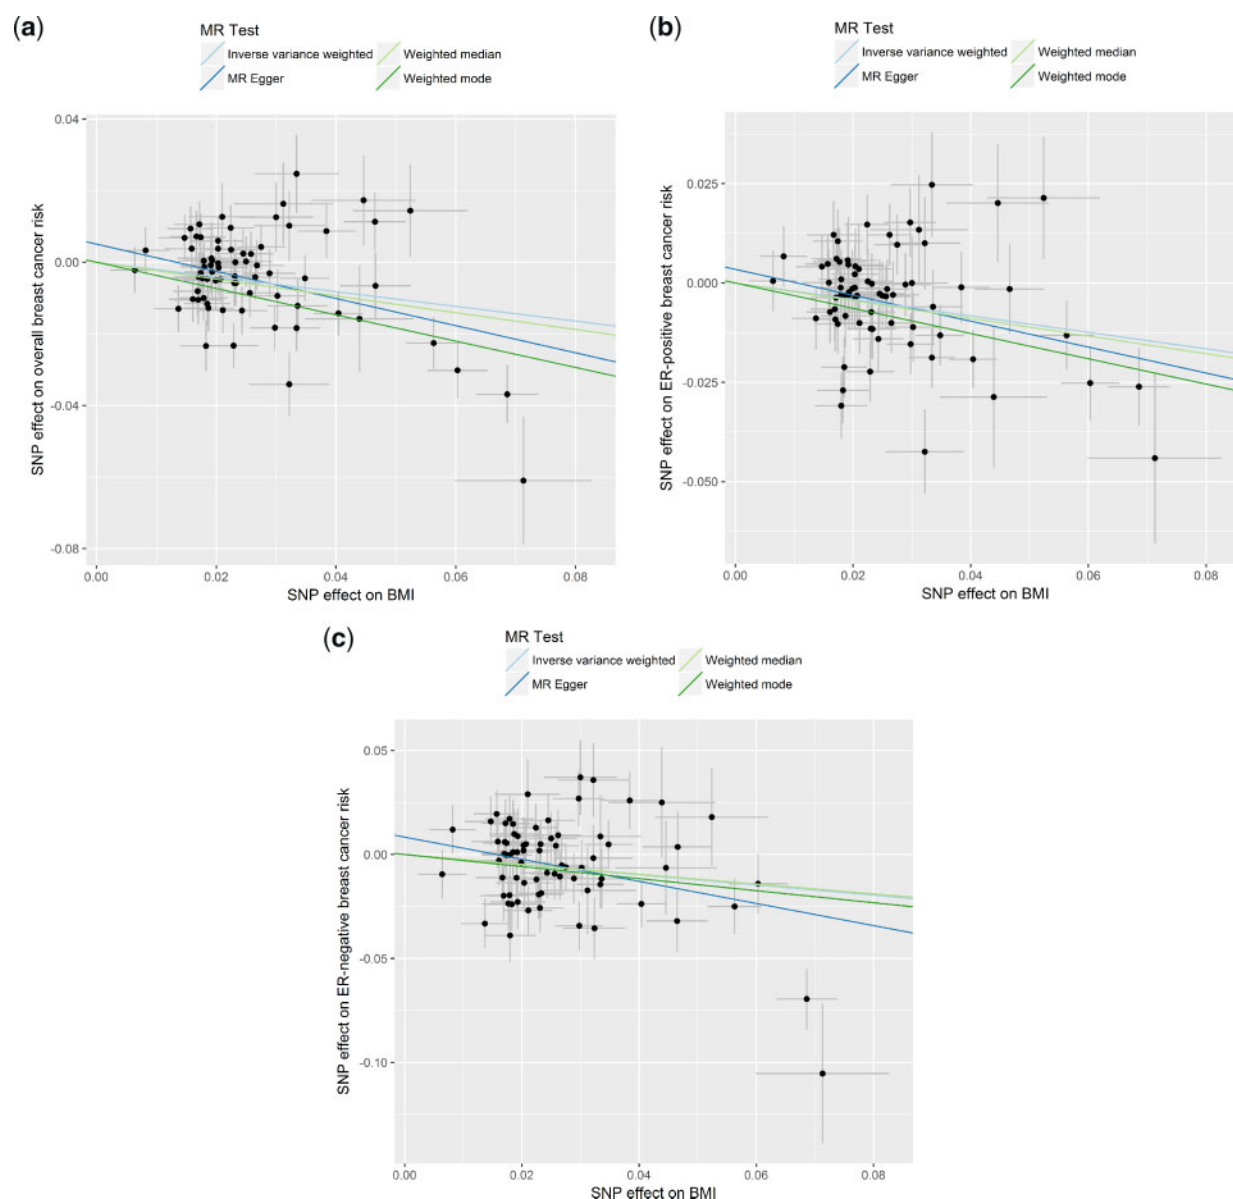 (a)
MR Test
Inverse variance weighted
Weighted median
MR Egger
Weighted mode
0.04
0.00
-0.04
-0.08
SNP effect on overall breast cancer risk
0.00 0.02 0.04 0.06 0.08
SNP effect on BMI
(b)
MR Test
Inverse variance weighted
Weighted median
MR Egger
Weighted mode
0.025
0.000
-0.025
-0.050
SNP effect on ER-positive breast cancer risk
0.00 0.02 0.04 0.06 0.08
SNP effect on BMI
(c)
MR Test
Inverse variance weighted
Weighted median
MR Egger
Weighted mode
0.05
0.00
-0.05
-0.10
SNP effect on ER-negative breast cancer risk
0.00 0.02 0.04 0.06 0.08
SNP effect on BMI